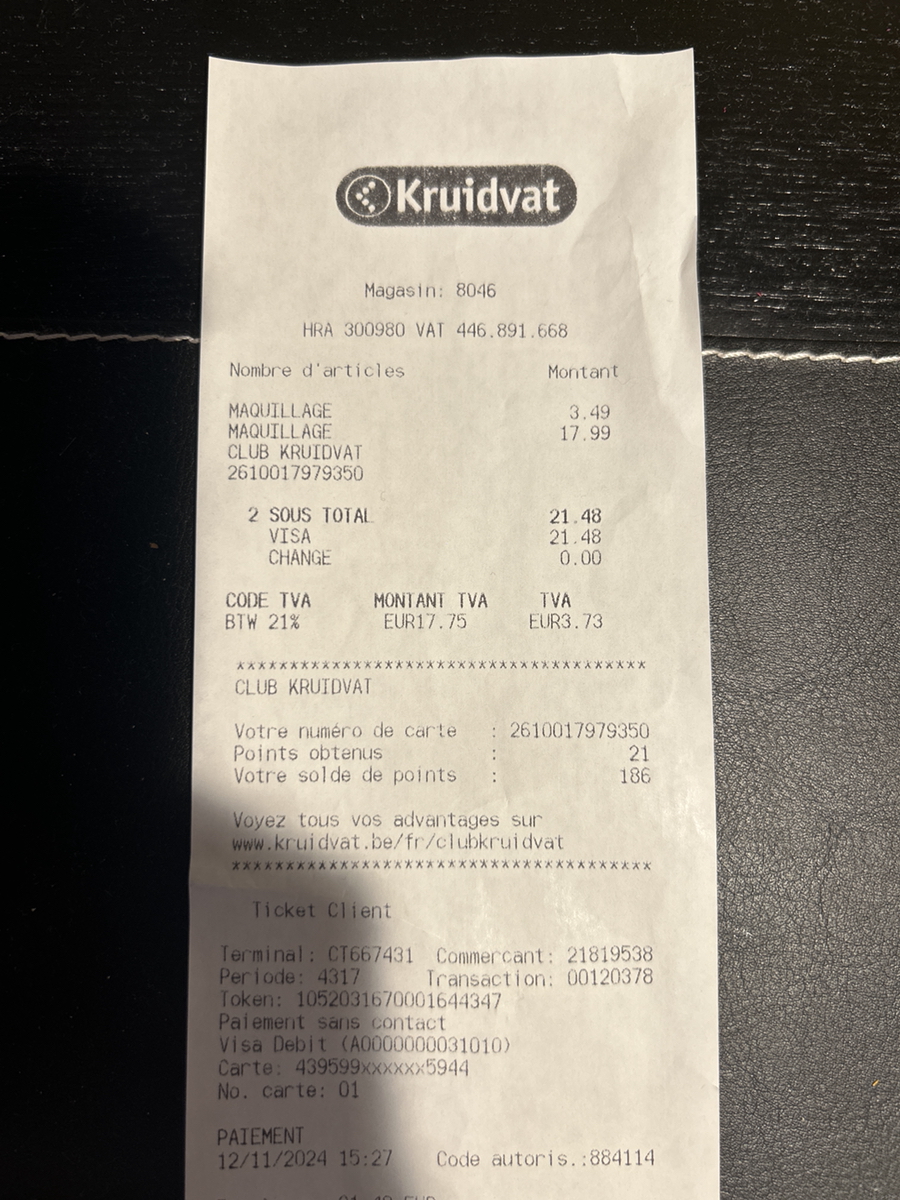 Kruidvat
Magasin: 8046
HRA 300980 VAT 446.891.668
Nombre d'articles Montant
MAQUILLAGE 3.49
MAQUILLAGE 17.99
CLUB KRUIDVAT
2610017979350
2 SOUS TOTAL 21.48
VISA 21.48
CHANGE 0.00
CODE TVA MONTANT TVA TVA
BTW 21% EUR17.75 EUR3.73
***************************************
CLUB KRUIDVAT
Votre numéro de carte : 2610017979350
Points obtenus : 21
Votre solde de points : 186
Voyez tous vos advantages sur
www.kruidvat.be/fr/clubkruidvat
***************************************
Ticket Client
Terminal: CT667431 Commercant: 21819538
Periode: 4317 Transaction: 00120378
Token: 1052031670001644347
Paiement sans contact
Visa Debit (A0000000031010)
Carte: 439599xxxxxx5944
No. carte: 01
PAIEMENT
12/11/2024 15:27 Code autoris.:884114